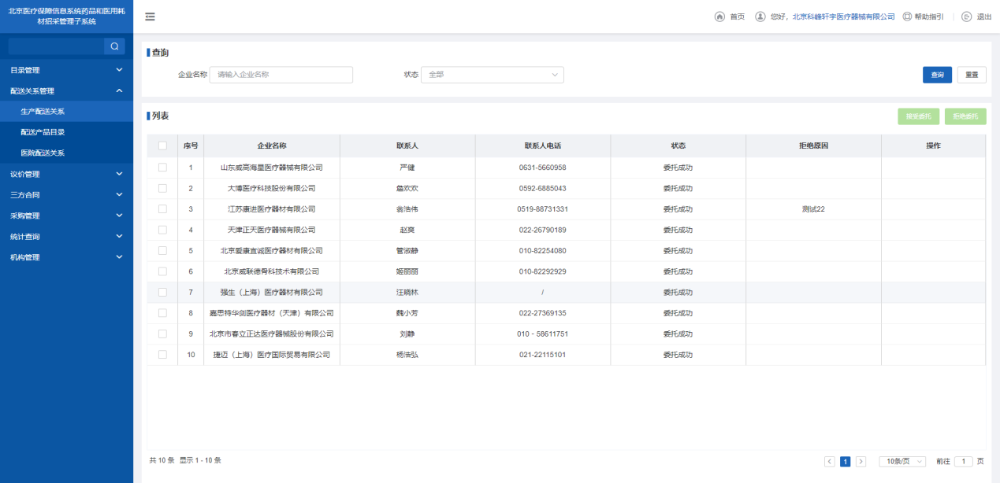 北京医疗保障信息系统药品和医用耗
材招采管理子系统
首页 您好，北京科峰轩宇医疗器械有限公司 帮助指引 退出
目录管理
配送关系管理
生产配送关系
配送产品目录
医院配送关系
议价管理
三方合同
采购管理
统计查询
机构管理
查询
企业名称 请输入企业名称 状态 全部 查询 重置
列表 接受委托 拒绝委托
序号 企业名称 联系人 联系人电话 状态 拒绝原因 操作
1 山东威高海星医疗器械有限公司 严健 0631-5660958 委托成功
2 大博医疗科技股份有限公司 詹欢欢 0592-6885043 委托成功
3 江苏康进医疗器材有限公司 翁浩伟 0519-88731331 委托成功 测试22
4 天津正天医疗器械有限公司 赵爽 022-26790189 委托成功
5 北京爱康宜诚医疗器材有限公司 管淑静 010-82254080 委托成功
6 北京威联德骨科技术有限公司 姬丽丽 010-82292929 委托成功
7 强生（上海）医疗器材有限公司 汪晓林 / 委托成功
8 嘉思特华剑医疗器材（天津）有限公司 魏小芳 022-27369135 委托成功
9 北京市春立正达医疗器械股份有限公司 刘静 010 - 58611751 委托成功
10 捷迈（上海）医疗国际贸易有限公司 杨浩弘 021-22115101 委托成功
共 10 条 显示 1 - 10 条 < 1 > 10条/页 前往 1 页